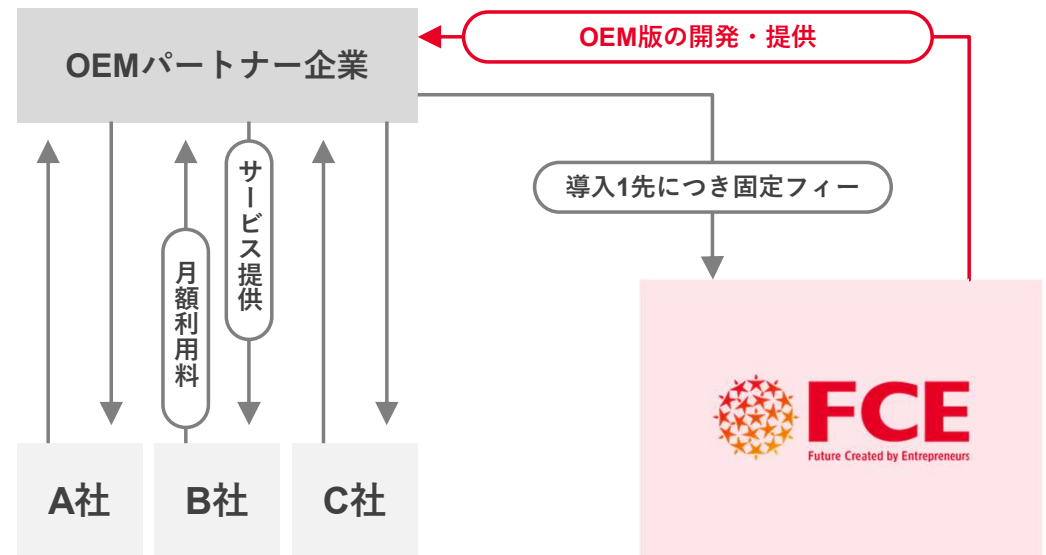 OEM版の開発・提供
OEMパートナー企業
導入1先につき固定フィー
サービス提供
月額利用料
FCE
Future Created by Entrepreneurs
A社
B社
C社